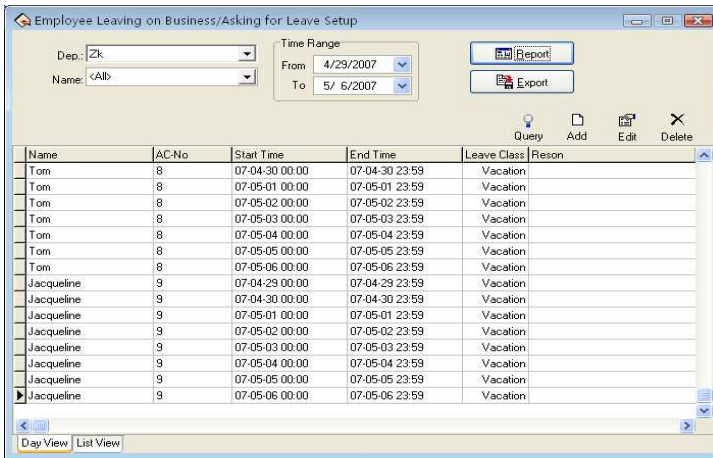 Employee Leaving on Business/Asking for Leave Setup
Dep.: Zk
Name: <All>
Time Range
From 4/29/2007
To 5/ 6/2007
Report
Export
Query Add Edit Delete
Name AC-No Start Time End Time Leave Class Reson
Tom 8 07-04-30 00:00 07-04-30 23:59 Vacation
Tom 8 07-05-01 00:00 07-05-01 23:59 Vacation
Tom 8 07-05-02 00:00 07-05-02 23:59 Vacation
Tom 8 07-05-03 00:00 07-05-03 23:59 Vacation
Tom 8 07-05-04 00:00 07-05-04 23:59 Vacation
Tom 8 07-05-05 00:00 07-05-05 23:59 Vacation
Tom 8 07-05-06 00:00 07-05-06 23:59 Vacation
Jacqueline 9 07-04-29 00:00 07-04-29 23:59 Vacation
Jacqueline 9 07-04-30 00:00 07-04-30 23:59 Vacation
Jacqueline 9 07-05-01 00:00 07-05-01 23:59 Vacation
Jacqueline 9 07-05-02 00:00 07-05-02 23:59 Vacation
Jacqueline 9 07-05-03 00:00 07-05-03 23:59 Vacation
Jacqueline 9 07-05-04 00:00 07-05-04 23:59 Vacation
Jacqueline 9 07-05-05 00:00 07-05-05 23:59 Vacation
Jacqueline 9 07-05-06 00:00 07-05-06 23:59 Vacation
Day View List View